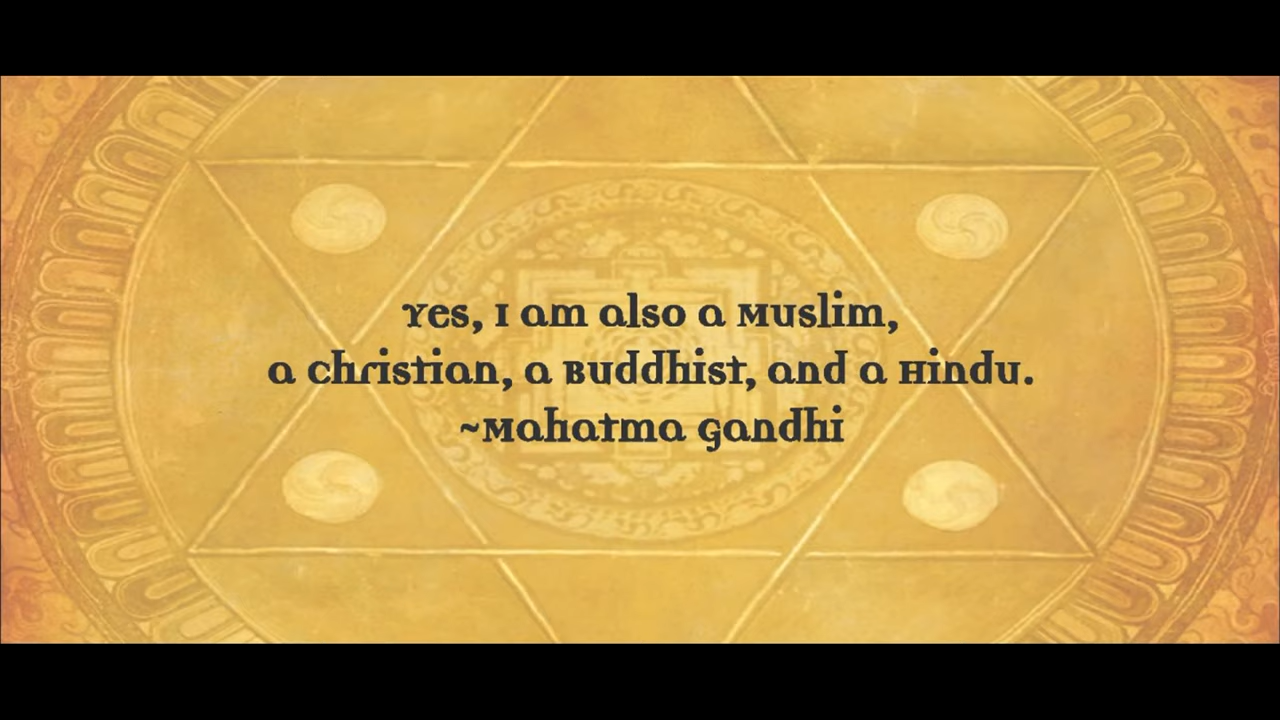 Yes, I am also a Muslim,
a Christian, a Buddhist, and a Hindu.
~Mahatma Gandhi